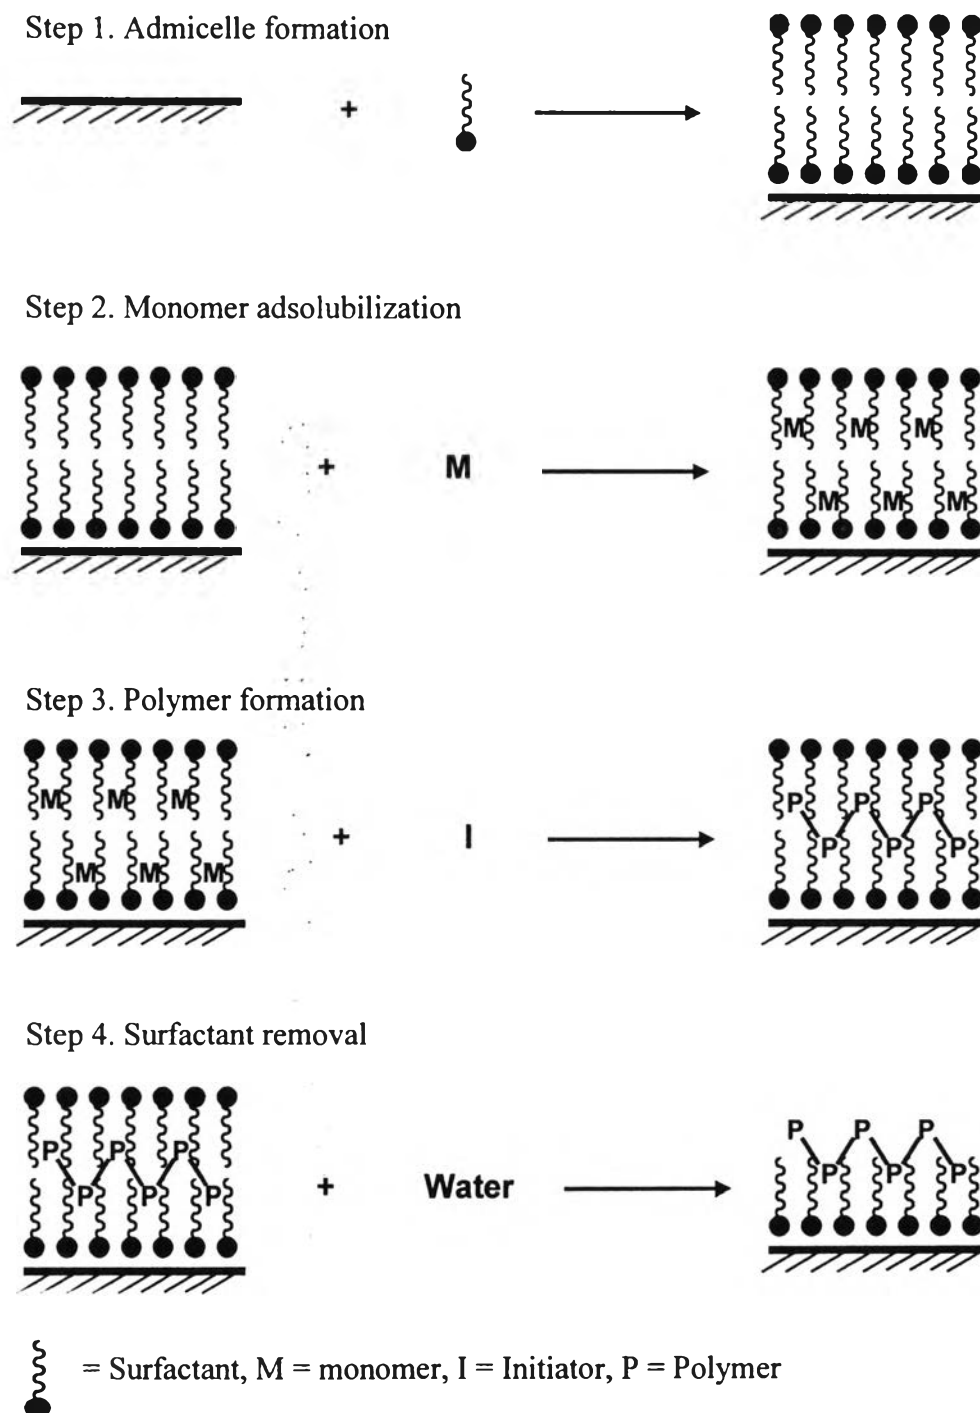 Step 1. Admicelle formation
+
Step 2. Monomer adsolubilization
+ M
M M M
M M M
Step 3. Polymer formation
M M M
M M M
+ I
P P P
P P P
Step 4. Surfactant removal
P P P
P P P
+ Water
P P P
P P P
= Surfactant, M = monomer, I = Initiator, P = Polymer